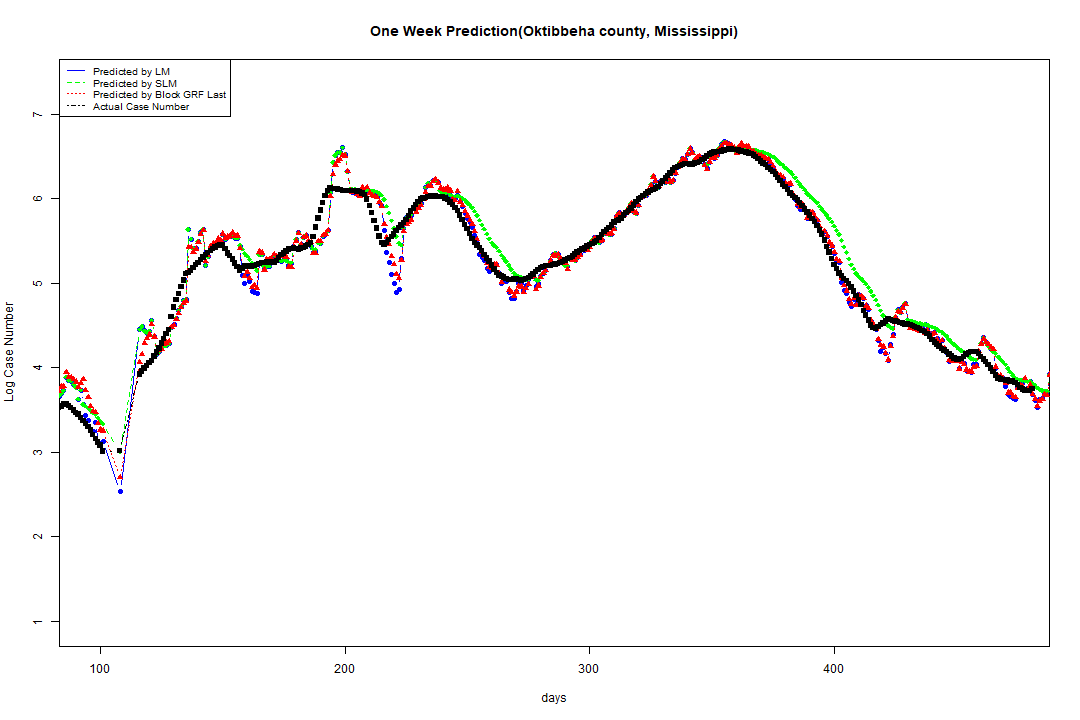 One Week Prediction(Oktibbeha county, Mississippi)
Predicted by LM
Predicted by SLM
Predicted by Block GRF Last
Actual Case Number
7
6
5
4
3
2
1
Log Case Number
100 200 300 400
days